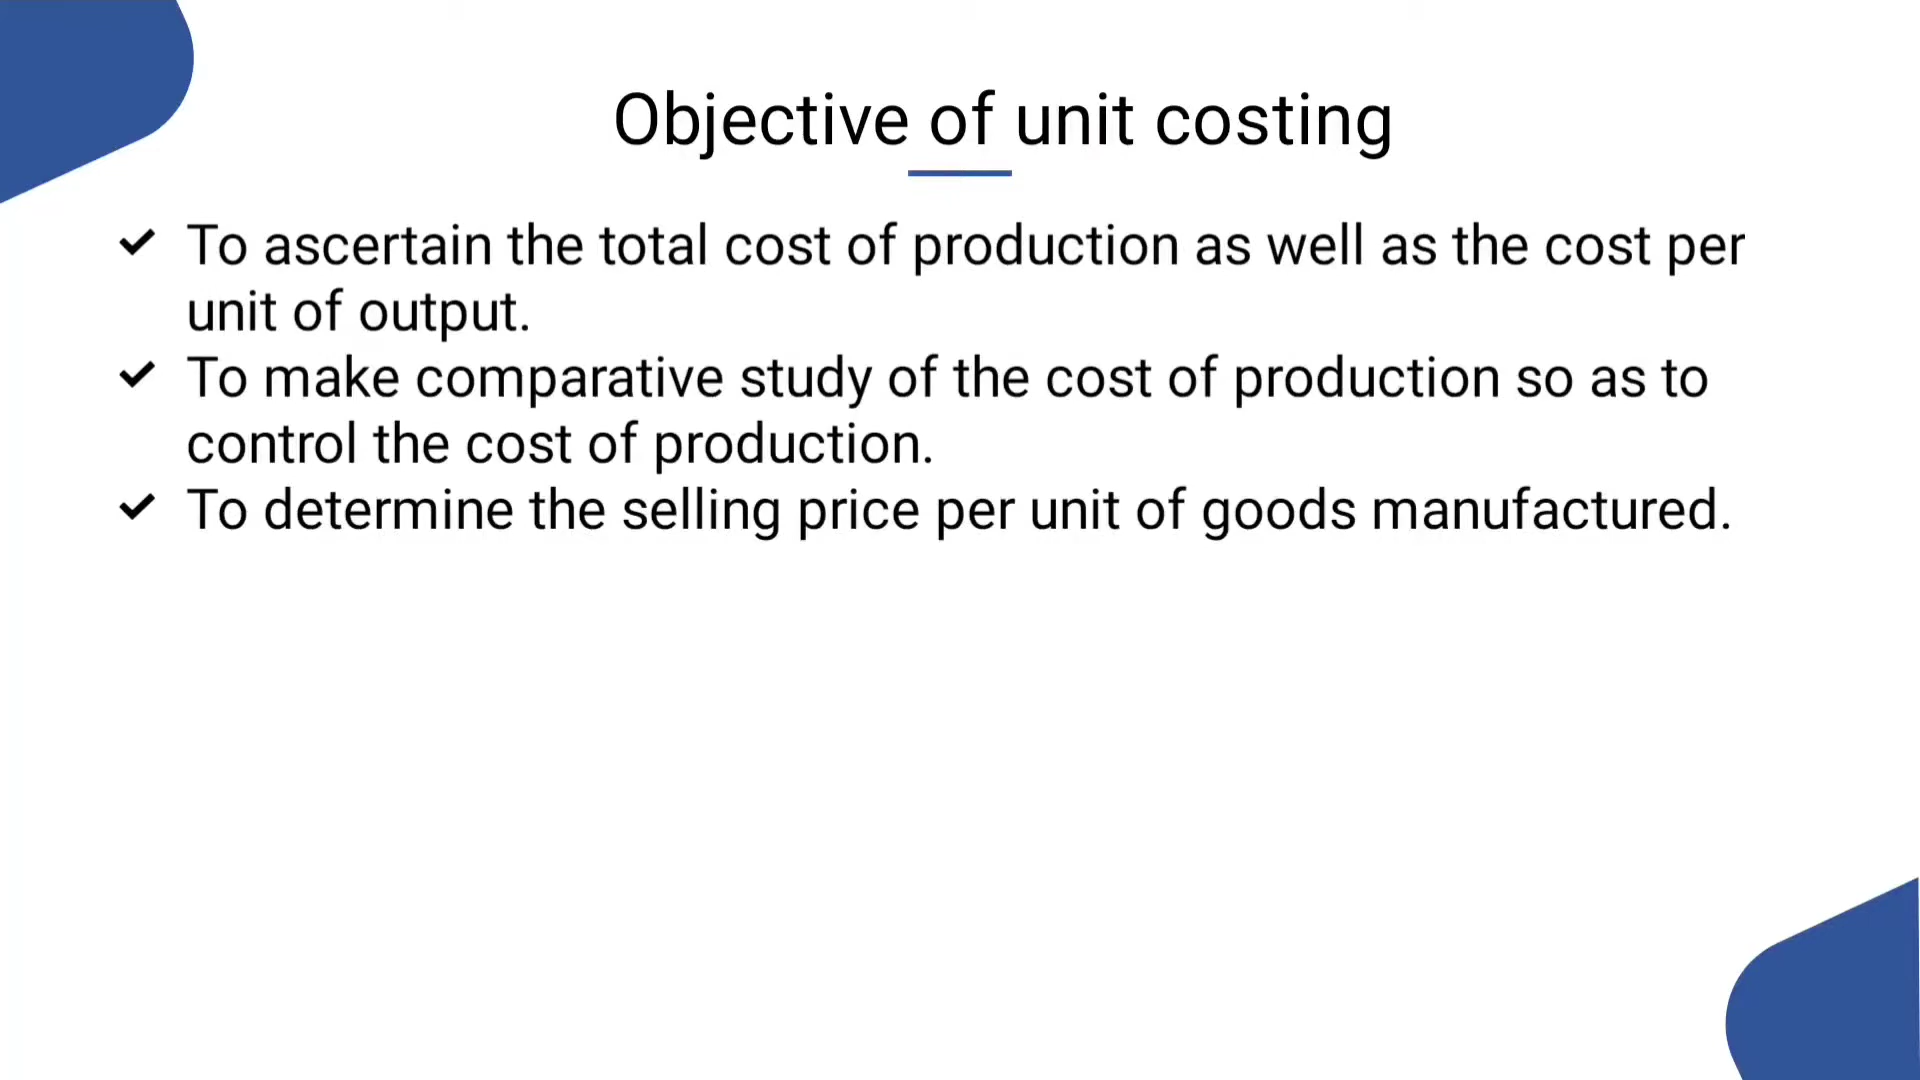 Objective of unit costing
✔ To ascertain the total cost of production as well as the cost per
unit of output.
✔ To make comparative study of the cost of production so as to
control the cost of production.
✔ To determine the selling price per unit of goods manufactured.